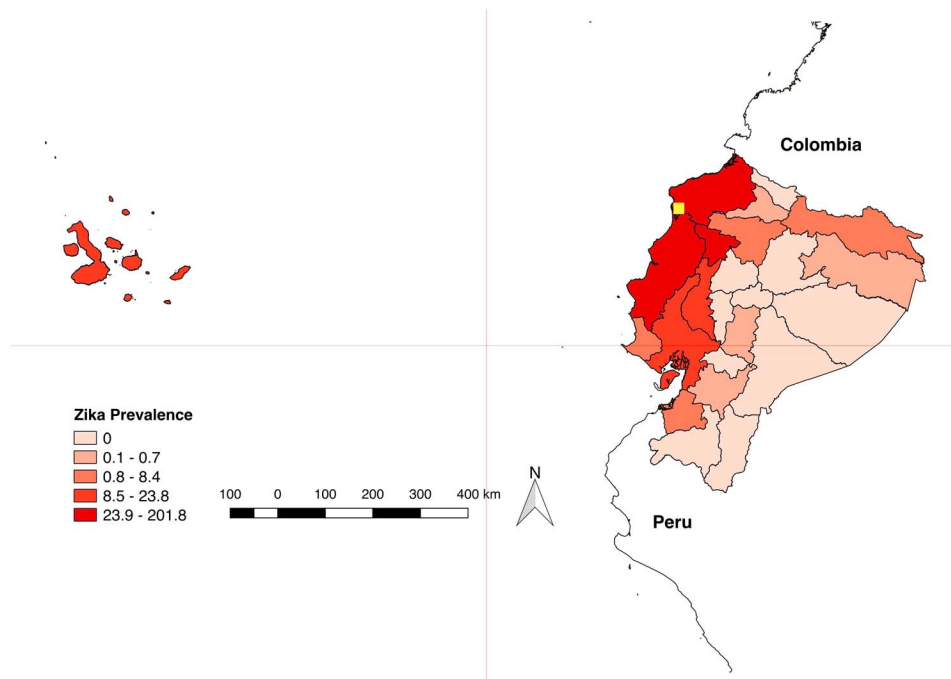 Colombia
Zika Prevalence
0
0.1 - 0.7
0.8 - 8.4
8.5 - 23.8
23.9 - 201.8
100 0 100 200 300 400 km
N
Peru